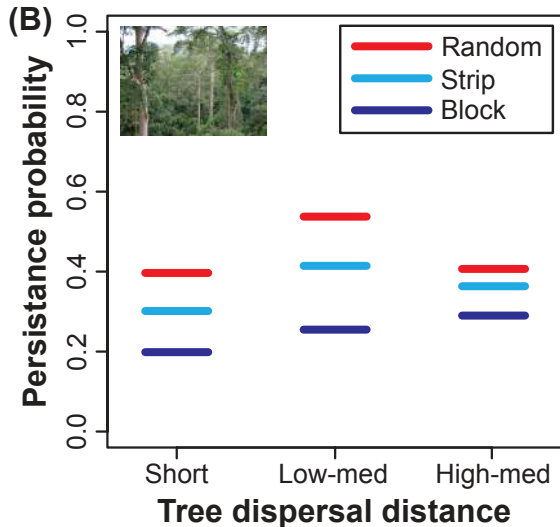 (B)
Random
Strip
Block
Persistance probability
1.0
0.8
0.6
0.4
0.2
0.0
Short Low-med High-med
Tree dispersal distance